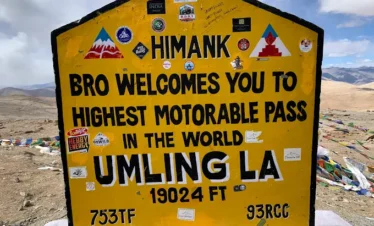 HIMANK
BRO WELCOMES YOU TO
HIGHEST MOTORABLE PASS
IN THE WORLD
UMLING LA
19024 FT
753TF 93RCC